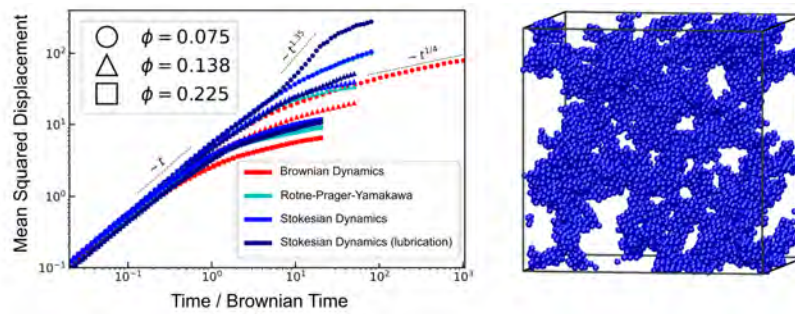 ϕ = 0.075
ϕ = 0.138
ϕ = 0.225
~ t^1.35
~ t^1/4
~ t
Brownian Dynamics
Rotne-Prager-Yamakawa
Stokesian Dynamics
Stokesian Dynamics (lubrication)
Mean Squared Displacement
10^2
10^1
10^0
10^−1
10^−1
10^0
10^1
10^2
10^3
Time / Brownian Time